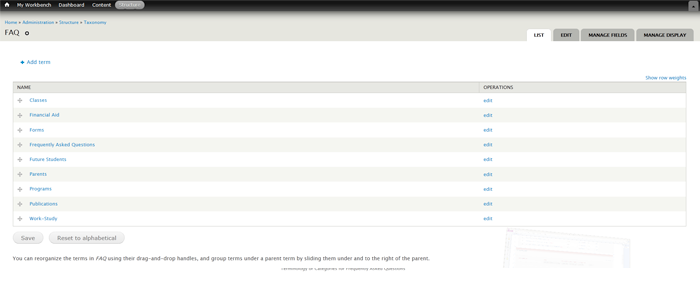 My Workbench Dashboard Content Structure
Home » Administration » Structure » Taxonomy
FAQ
LIST EDIT MANAGE FIELDS MANAGE DISPLAY
+ Add term
Show row weights
NAME OPERATIONS
Classes edit
Financial Aid edit
Forms edit
Frequently Asked Questions edit
Future Students edit
Parents edit
Programs edit
Publications edit
Work-Study edit
Save Reset to alphabetical
You can reorganize the terms in FAQ using their drag-and-drop handles, and group terms under a parent term by sliding them under and to the right of the parent.
Terminology to Categories for Frequently Asked Questions